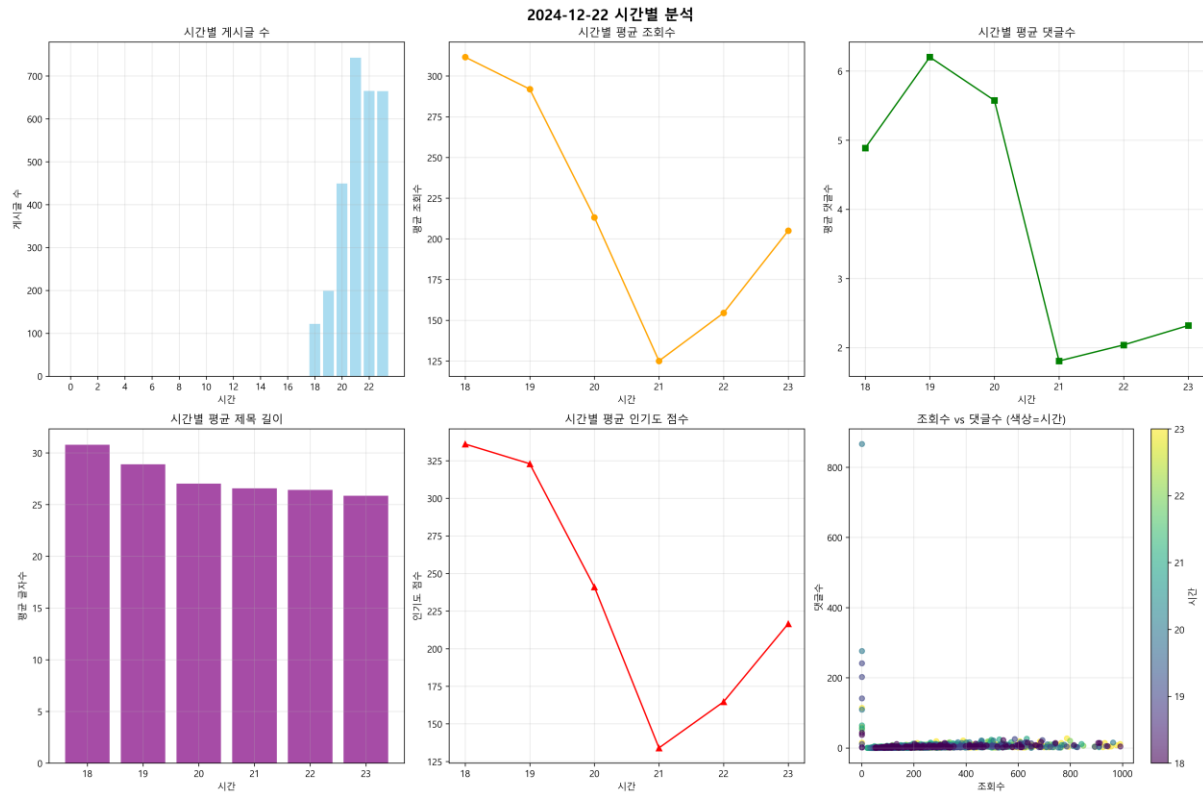 2024-12-22 시간별 분석
시간별 게시글 수
게시글 수
700
600
500
400
300
200
100
0
0 2 4 6 8 10 12 14 16 18 20 22
시간
시간별 평균 조회수
평균 조회수
300
275
250
225
200
175
150
125
18 19 20 21 22 23
시간
시간별 평균 댓글수
평균 댓글수
6
5
4
3
2
18 19 20 21 22 23
시간
시간별 평균 제목 길이
평균 글자수
30
25
20
15
10
5
0
18 19 20 21 22 23
시간
시간별 평균 인기도 점수
인기도 점수
325
300
275
250
225
200
175
150
125
18 19 20 21 22 23
시간
조회수 vs 댓글수 (색상=시간)
댓글수
800
600
400
200
0
0 200 400 600 800 1000
조회수
23
22
21
20
19
18
시간